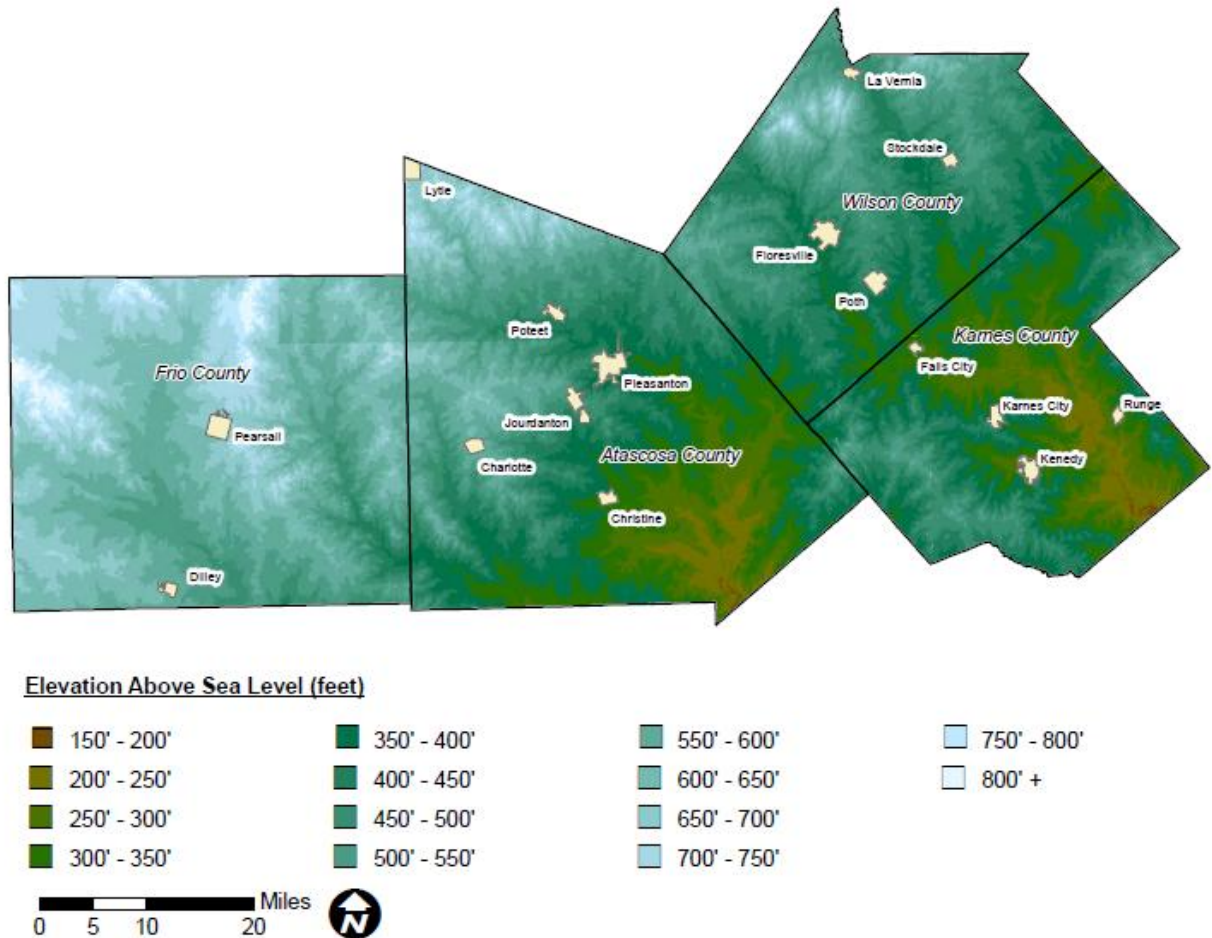 La Vernia
Stockdale
Lytle
Wilson County
Floresville
Poth
Poteet
Karnes County
Falls City
Frio County
Pleasanton
Karnes City
Runge
Jourdanton
Pearsall
Atascosa County
Kenedy
Charlotte
Christine
Dilley
Elevation Above Sea Level (feet)
150' - 200'
200' - 250'
250' - 300'
300' - 350'
350' - 400'
400' - 450'
450' - 500'
500' - 550'
550' - 600'
600' - 650'
650' - 700'
700' - 750'
750' - 800'
800' +
Miles
0 5 10 20
N